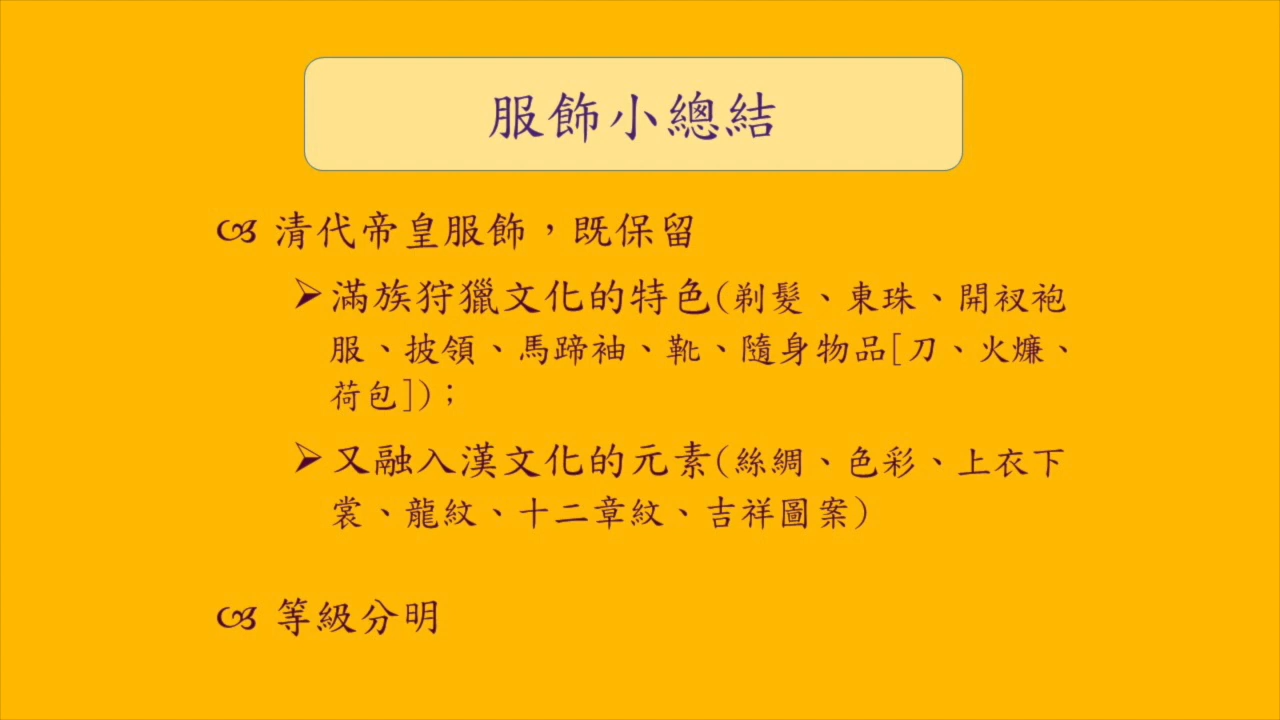 服飾小總結
清代帝皇服飾，既保留
滿族狩獵文化的特色(剃髮、東珠、開衩袍
服、披領、馬蹄袖、靴、隨身物品[刀、火燫、
荷包])；
又融入漢文化的元素(絲綢、色彩、上衣下
裳、龍紋、十二章紋、吉祥圖案)
等級分明